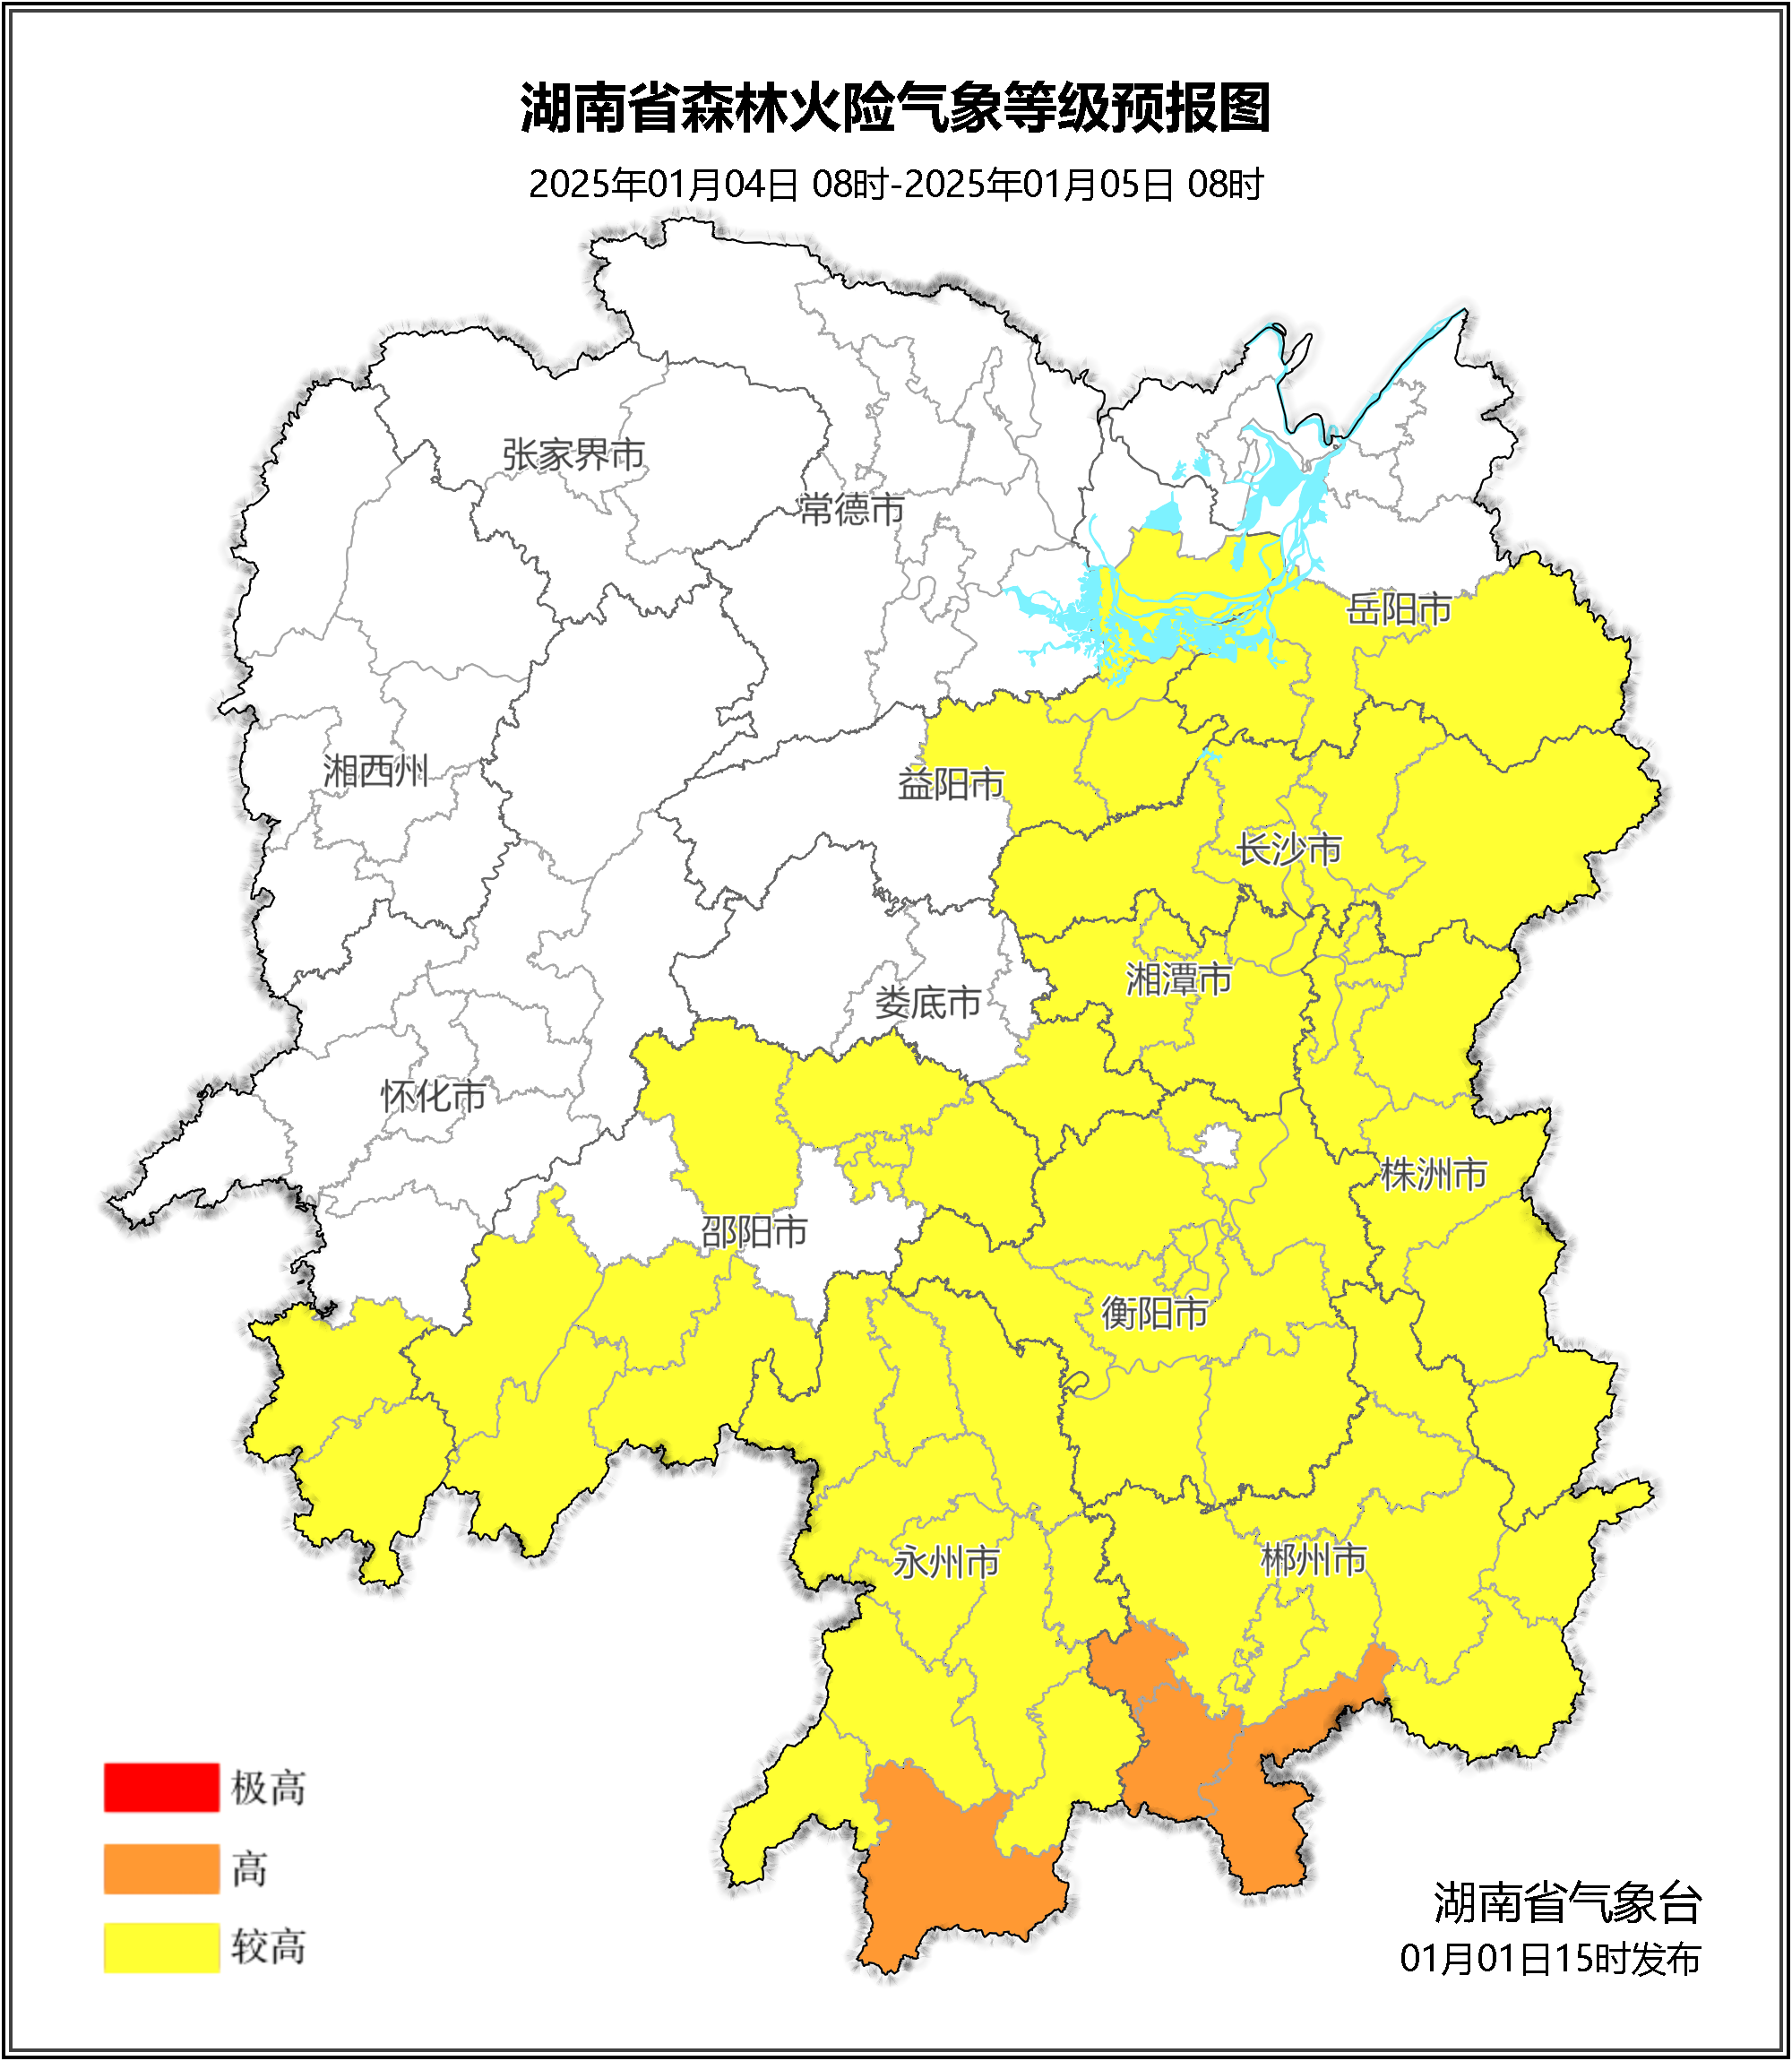 湖南省森林火险气象等级预报图
2025年01月04日 08时-2025年01月05日 08时
张家界市
常德市
岳阳市
湘西州
益阳市
长沙市
湘潭市
娄底市
怀化市
株洲市
邵阳市
衡阳市
永州市
郴州市
极高
高
较高
湖南省气象台
01月01日15时发布